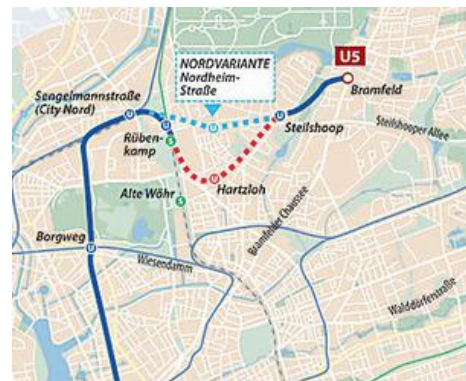 U5
NORDVARIANTE
Nordheim-
Straße
Bramfeld
Sengelmannstraße
(City Nord)
U
U
U
U
Steilshoop
Rüben-
kamp
S
Steilshooper Allee
U
Hartzloh
Alte Wöhr
S
Bramfelder Chaussee
Borgweg
U
Wiesendamm
Walddörferstraße